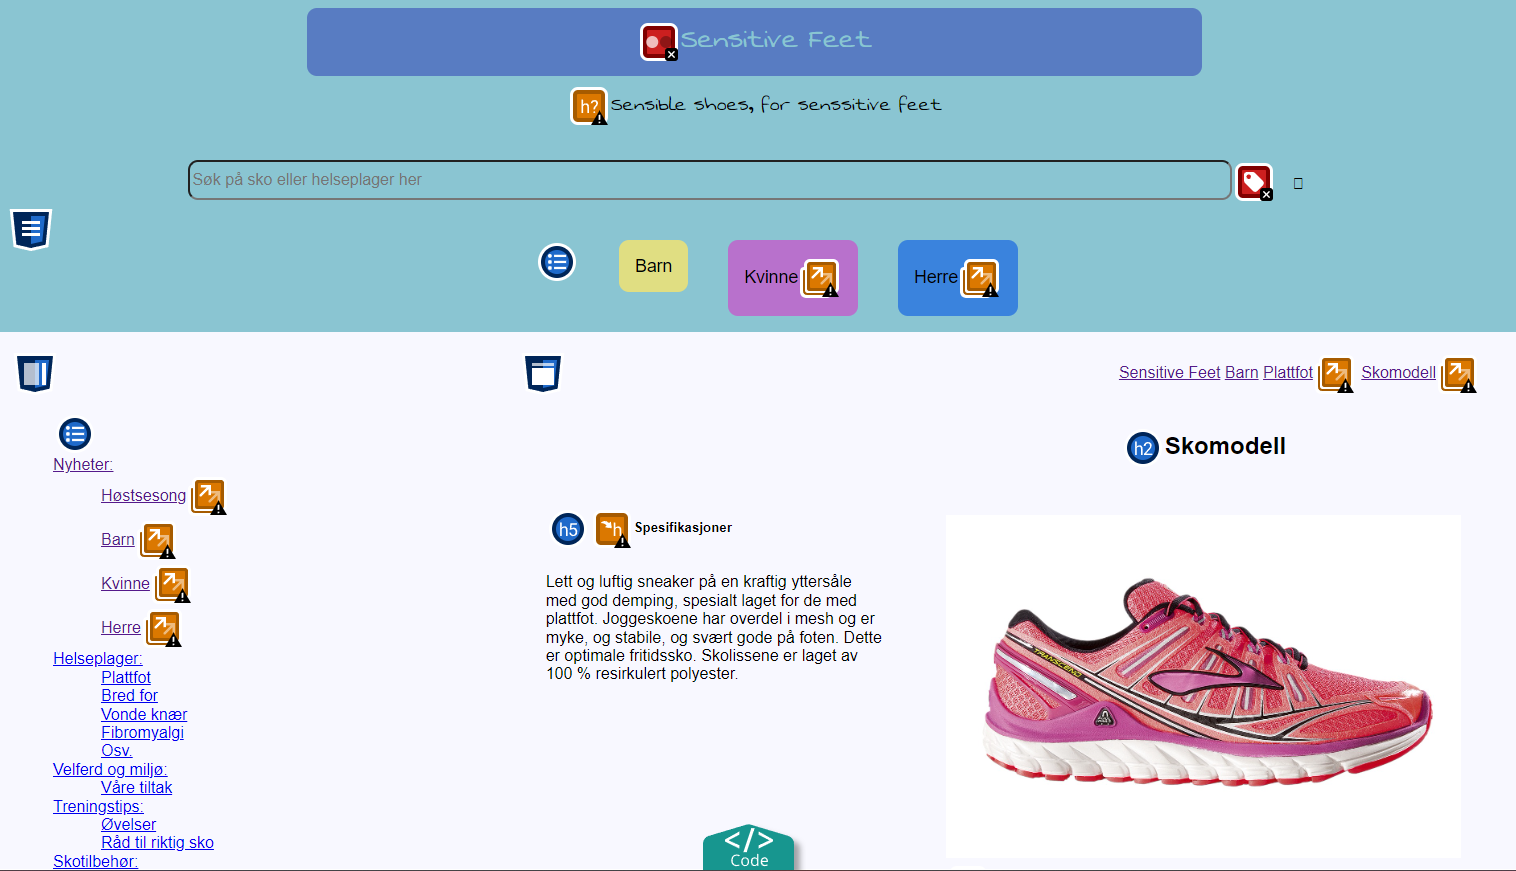 Sensitive Feet
h? Sensible shoes, for senssitive feet
Søk på sko eller helseplager her
Barn
Kvinne
Herre
Sensitive Feet Barn Plattfot Skomodell
Nyheter:
Høstsesong
Barn
Kvinne
Herre
Helseplager:
Plattfot
Bred for
Vonde knær
Fibromyalgi
Osv.
Velferd og miljø:
Våre tiltak
Treningstips:
Øvelser
Råd til riktig sko
Skotilbehør:
h2 Skomodell
h5 h Spesifikasjoner
Lett og luftig sneaker på en kraftig yttersåle
med god demping, spesialt laget for de med
plattfot. Joggeskoene har overdel i mesh og er
myke, og stabile, og svært gode på foten. Dette
er optimale fritidssko. Skolissene er laget av
100 % resirkulert polyester.
TRANSCEND
</> Code